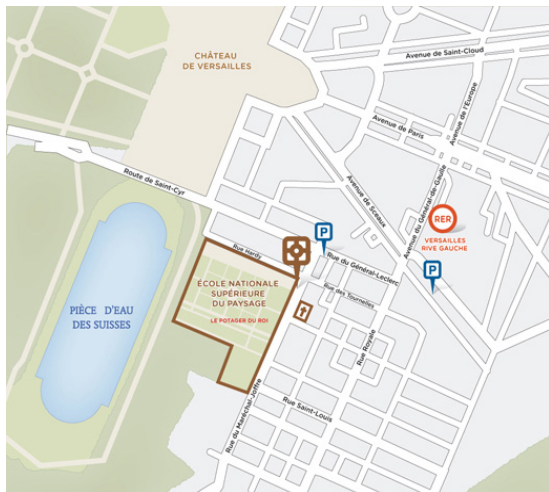 CHÂTEAU
DE VERSAILLES
Avenue de Saint-Cloud
Avenue de l'Europe
Avenue de Paris
Route de Saint-Cyr
Avenue de Sceaux
Avenue du Général-de-Gaulle
RER
VERSAILLES
RIVE GAUCHE
P
Rue Hardy
Rue du Général-Leclerc
P
ÉCOLE NATIONALE
SUPÉRIEURE
DU PAYSAGE
LE POTAGER DU ROI
Rue des Tournelles
PIÈCE D'EAU
DES SUISSES
Rue Royale
Rue Saint-Louis
Rue du Maréchal-Joffre